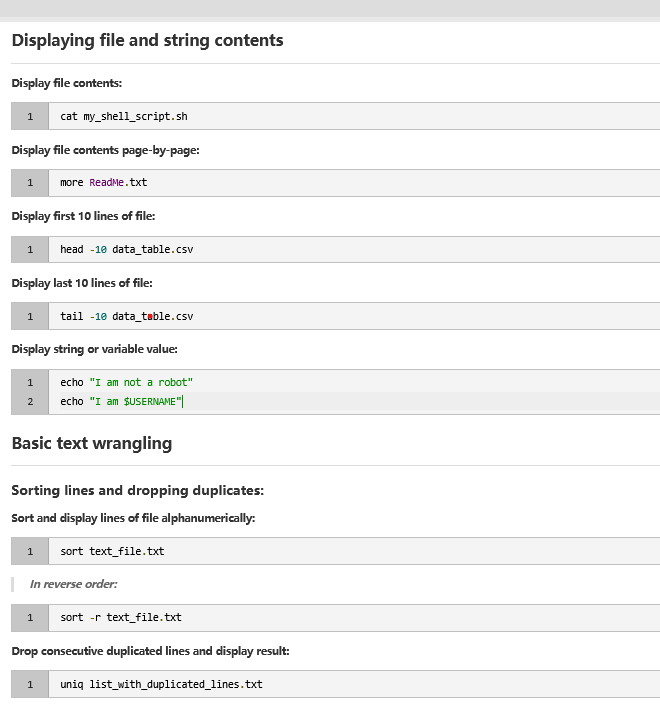 Displaying file and string contents
Display file contents:
1 cat my_shell_script.sh
Display file contents page-by-page:
1 more ReadMe.txt
Display first 10 lines of file:
1 head -10 data_table.csv
Display last 10 lines of file:
1 tail -10 data_table.csv
Display string or variable value:
1 echo "I am not a robot"
2 echo "I am $USERNAME"
Basic text wrangling
Sorting lines and dropping duplicates:
Sort and display lines of file alphanumerically:
1 sort text_file.txt
In reverse order:
1 sort -r text_file.txt
Drop consecutive duplicated lines and display result:
1 uniq list_with_duplicated_lines.txt